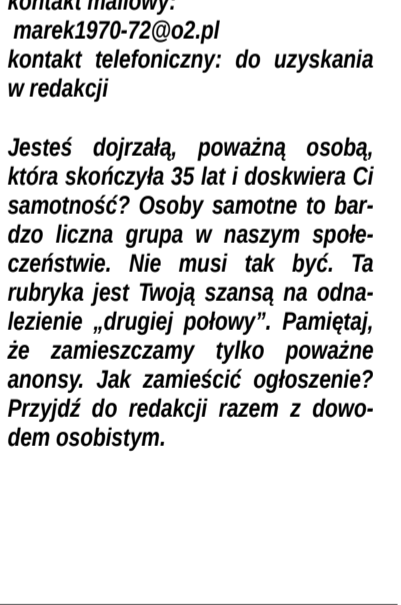 kontakt mailowy:
marek1970-72@o2.pl
kontakt telefoniczny: do uzyskania
w redakcji
Jesteś dojrzałą, poważną osobą,
która skończyła 35 lat i doskwiera Ci
samotność? Osoby samotne to bar-
dzo liczna grupa w naszym społe-
czeństwie. Nie musi tak być. Ta
rubryka jest Twoją szansą na odna-
lezienie „drugiej połowy”. Pamiętaj,
że zamieszczamy tylko poważne
anonsy. Jak zamieścić ogłoszenie?
Przyjdź do redakcji razem z dowo-
dem osobistym.